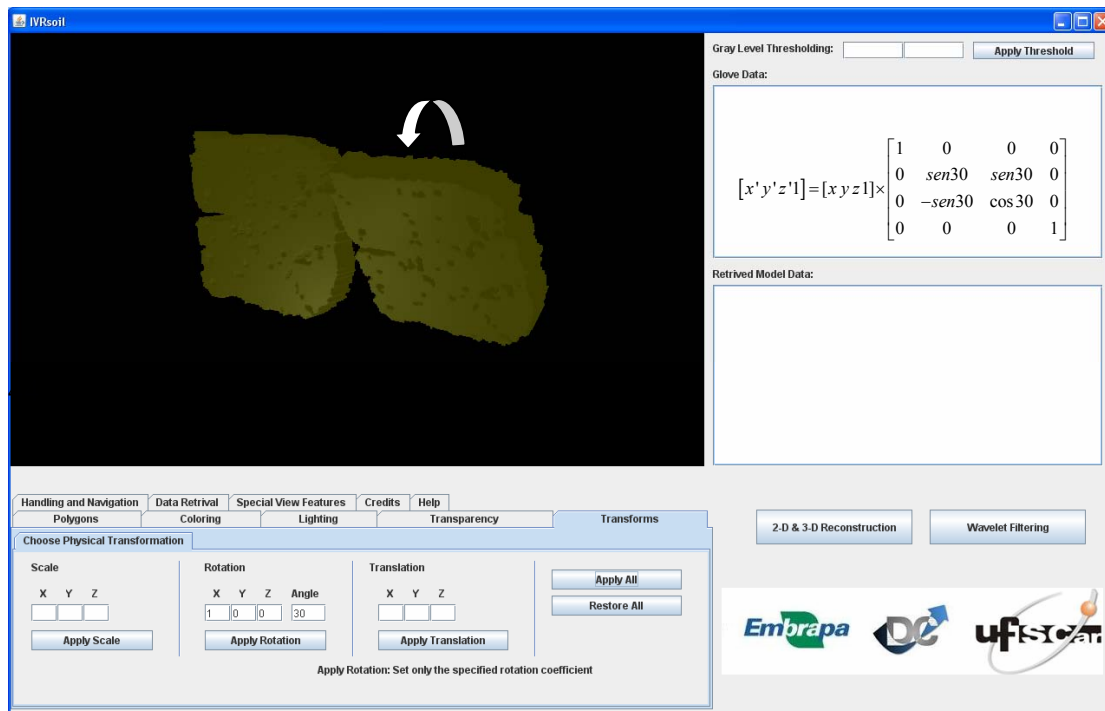 IVRsoil
Gray Level Thresholding:
Apply Threshold
Glove Data:
[x' y' z' 1] = [x y z 1] ×
1 0 0 0
0 sen30 sen30 0
0 −sen30 cos30 0
0 0 0 1
Retrived Model Data:
Handling and Navigation Data Retrival Special View Features Credits Help
Polygons Coloring Lighting Transparency Transforms
Choose Physical Transformation
Scale
X Y Z
Apply Scale
Rotation
X Y Z Angle
1 0 0 30
Apply Rotation
Translation
X Y Z
Apply Translation
Apply All
Restore All
Apply Rotation: Set only the specified rotation coefficient
2-D & 3-D Reconstruction
Wavelet Filtering
Embrapa
DC
ufscar